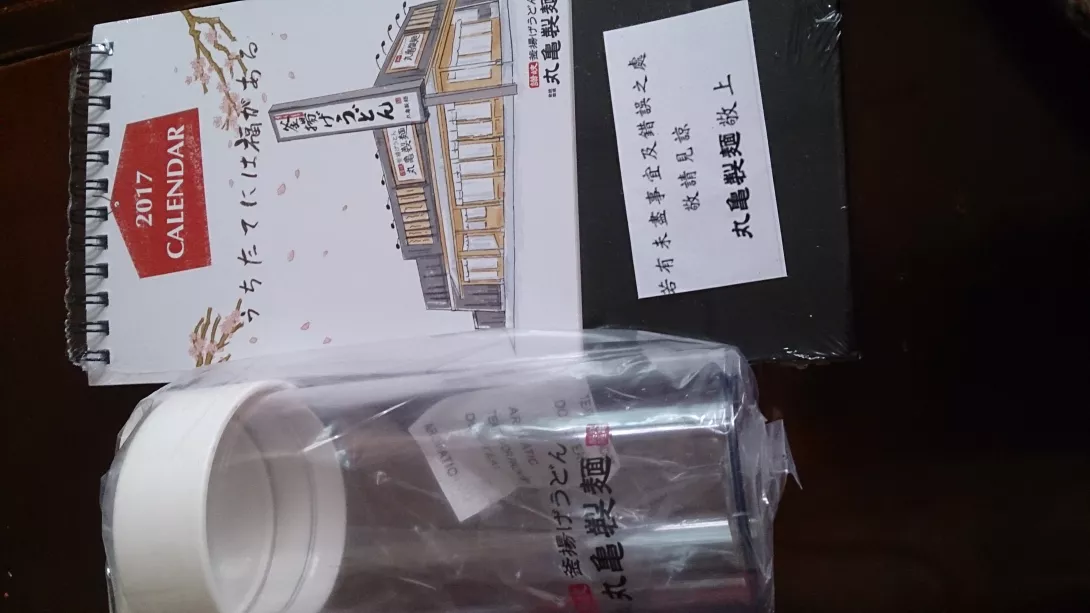 2017
CALENDAR
うちたてには福がある
釜揚げうどん
丸亀製麺
讃岐釜揚げうどん
丸亀製麺
若有未盡事宜及錯誤之處
敬請見諒
丸亀製麺敬上
釜揚げうどん
丸亀製麺